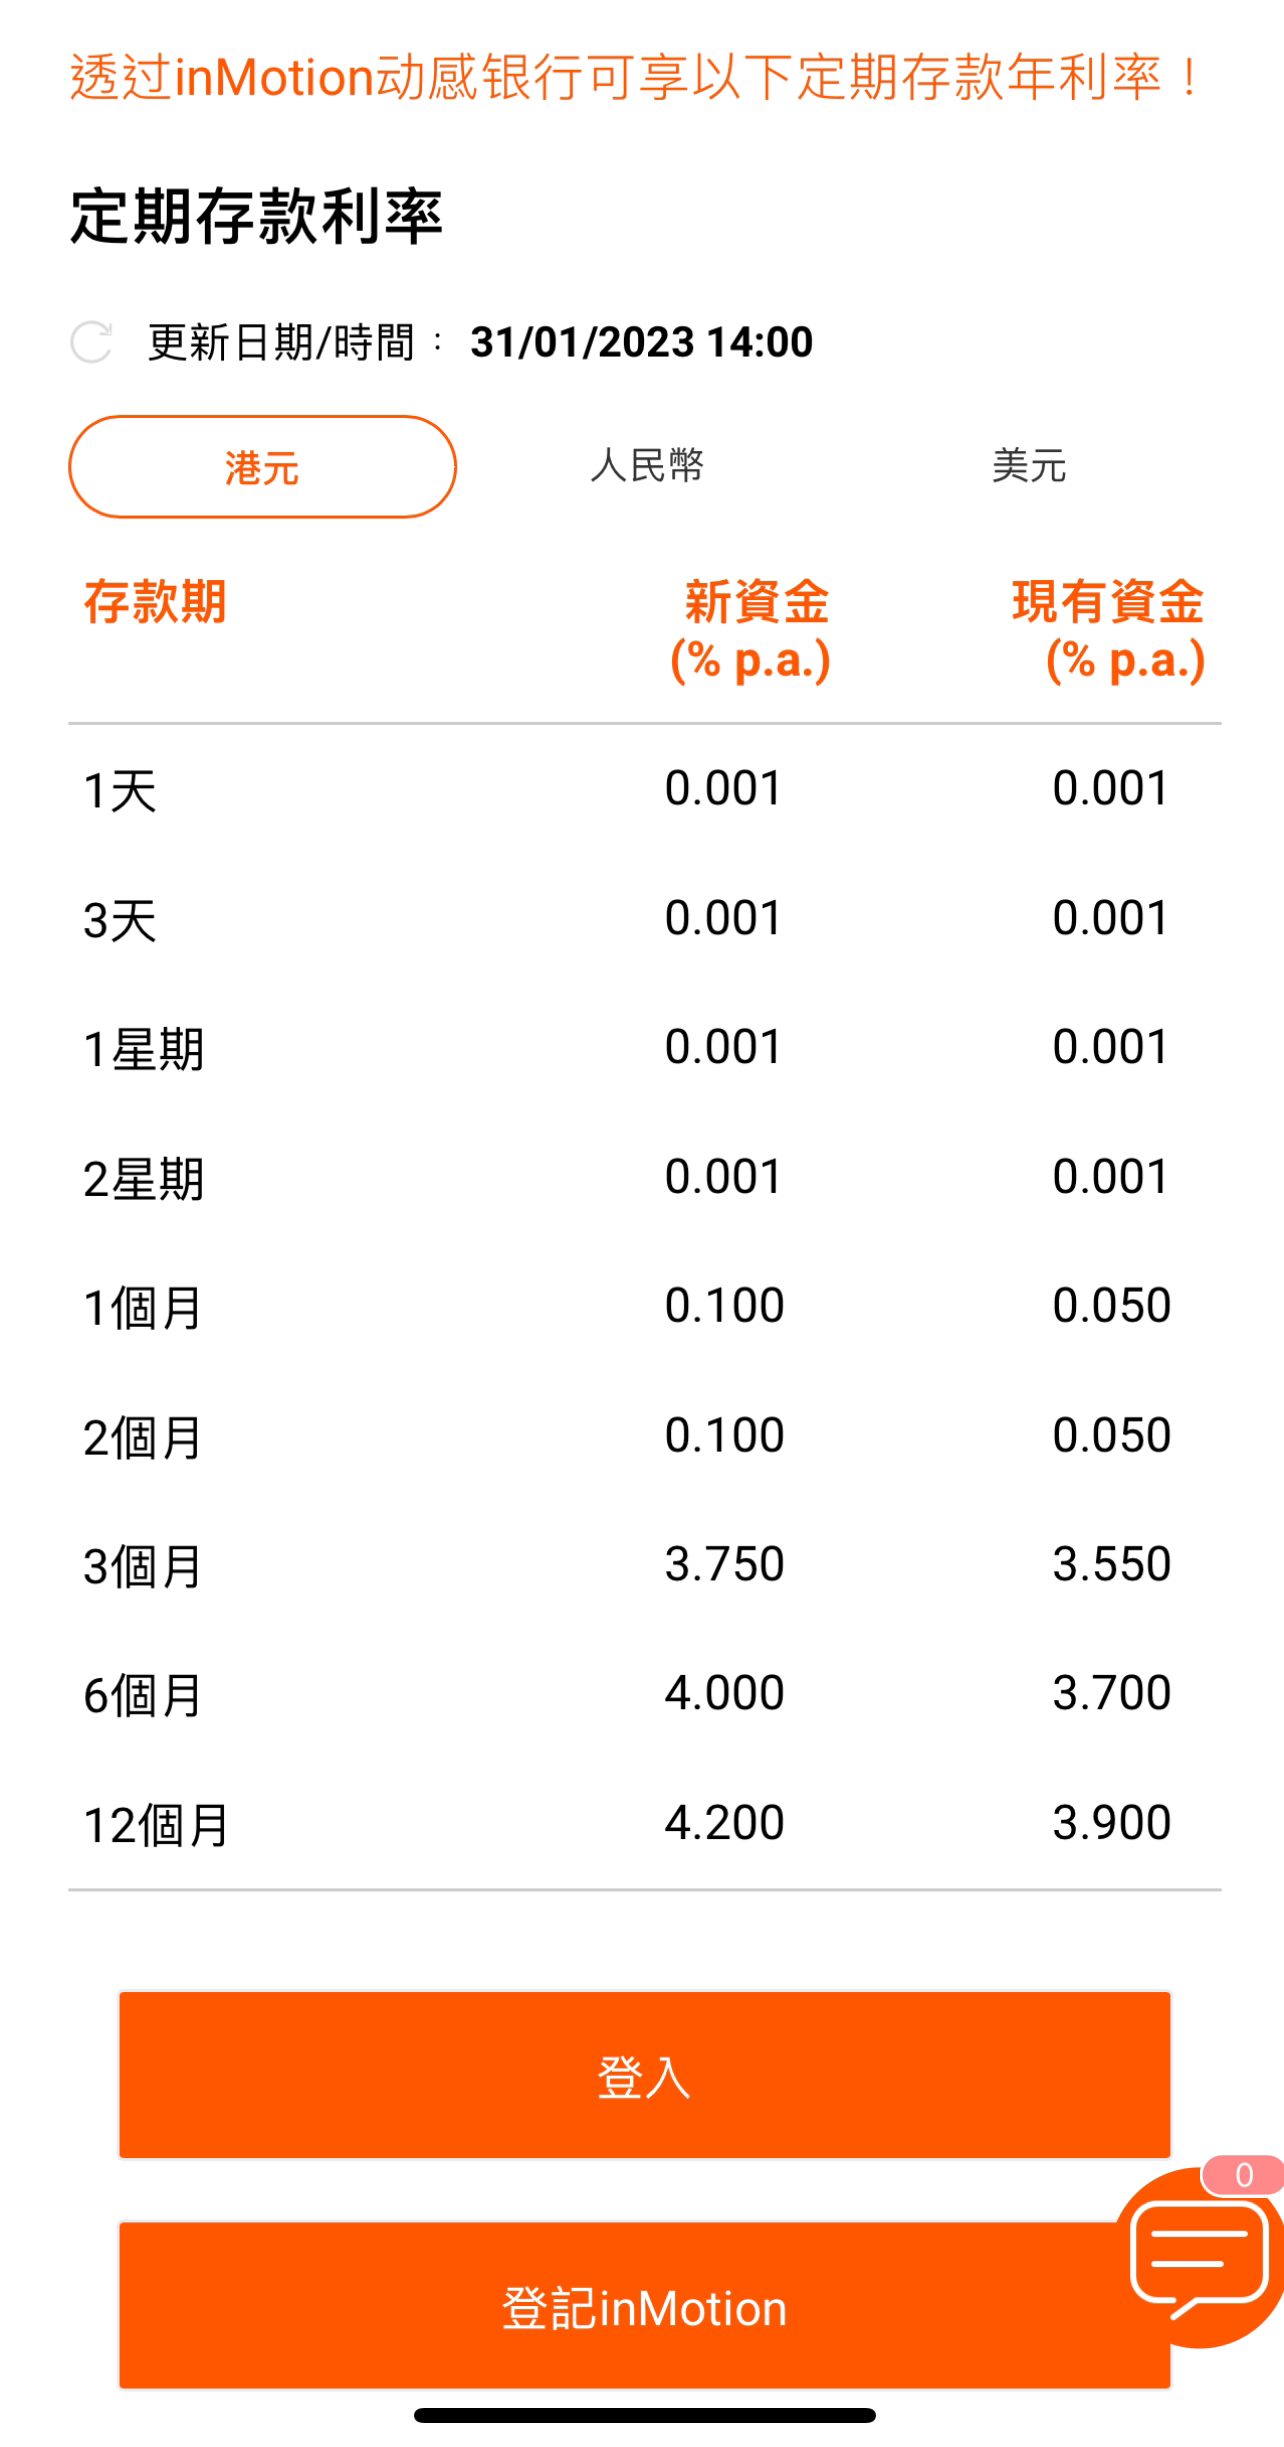 透过inMotion动感银行可享以下定期存款年利率！
定期存款利率
更新日期/時間： 31/01/2023 14:00
港元 人民幣 美元
存款期 新資金 現有資金
(% p.a.) (% p.a.)
1天 0.001 0.001
3天 0.001 0.001
1星期 0.001 0.001
2星期 0.001 0.001
1個月 0.100 0.050
2個月 0.100 0.050
3個月 3.750 3.550
6個月 4.000 3.700
12個月 4.200 3.900
登入
0
登記inMotion